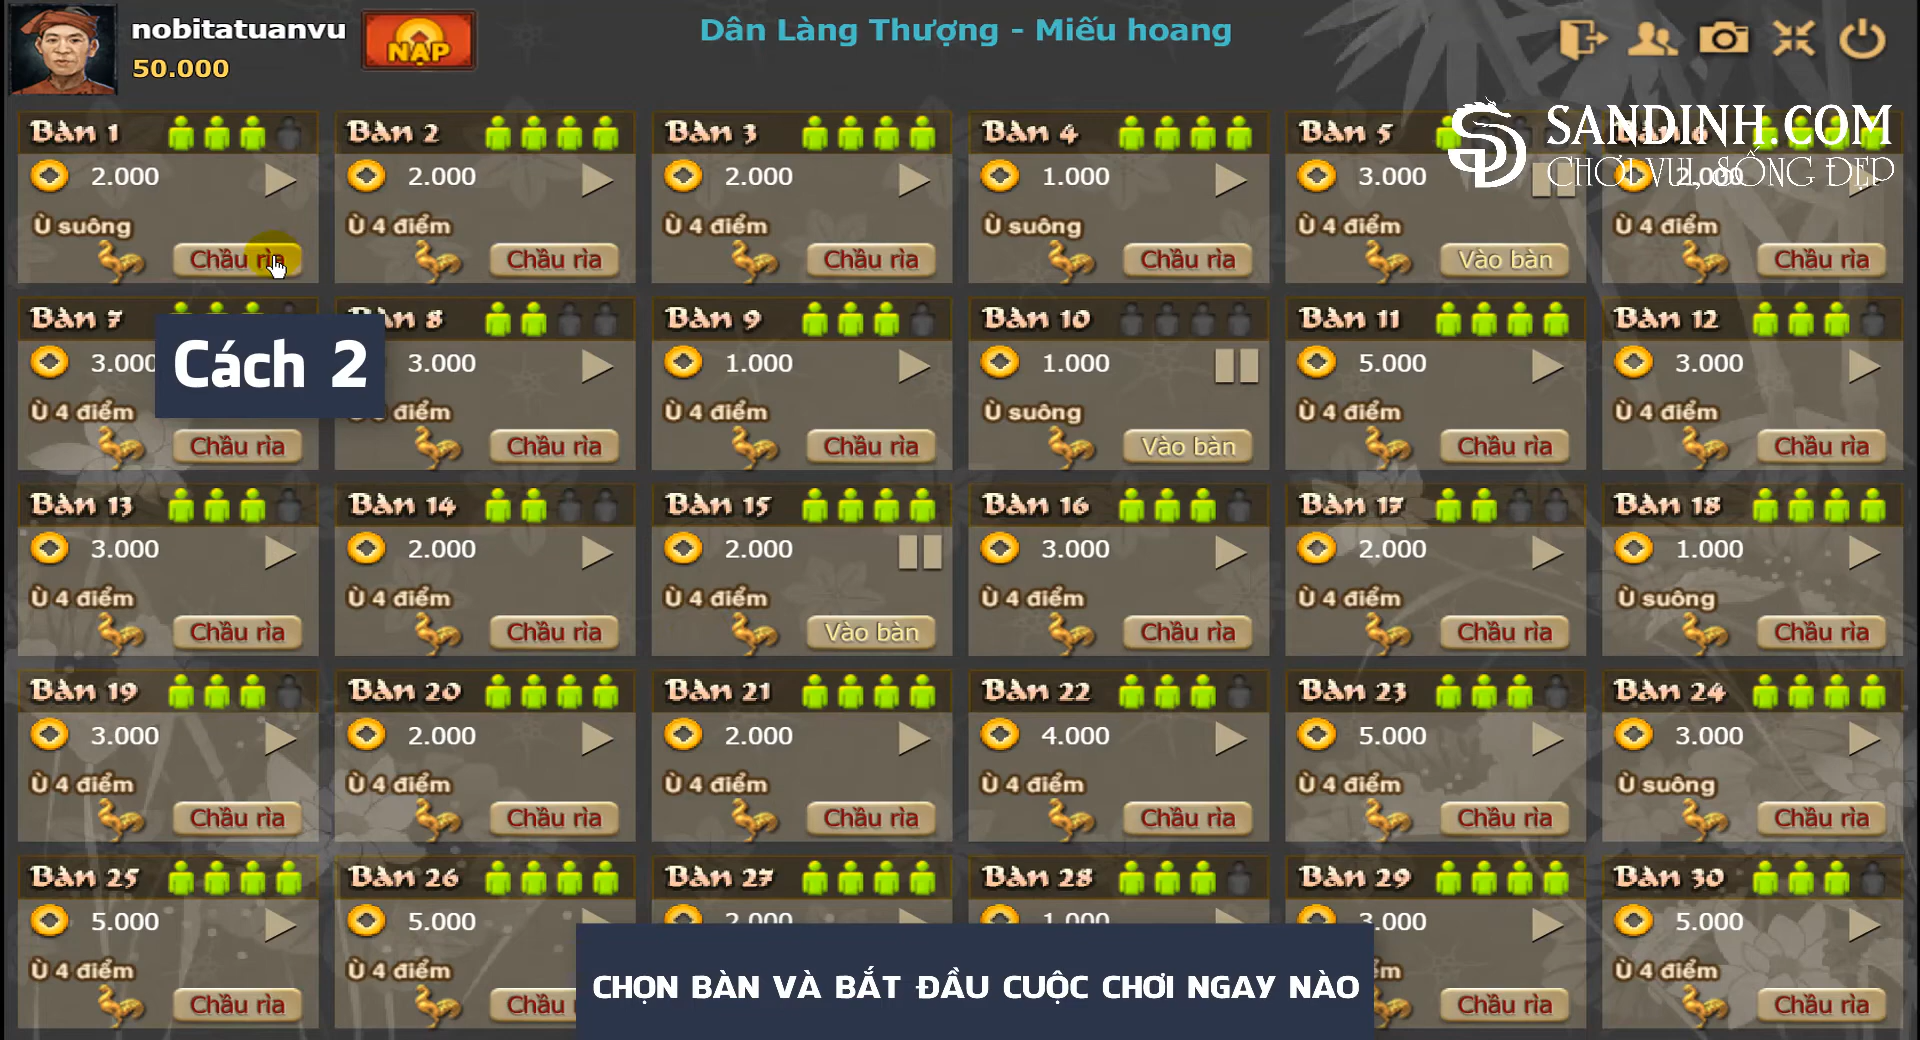 nobitatuanvu
50.000
NẠP
Dân Làng Thượng - Miếu hoang
SANDINH.COM
CHƠI VUI, SỐNG ĐẸP
Bàn 1
2.000
Ù suông
Chầu rìa
Bàn 2
2.000
Ù 4 điểm
Chầu rìa
Bàn 3
2.000
Ù 4 điểm
Chầu rìa
Bàn 4
1.000
Ù suông
Chầu rìa
Bàn 5
3.000
Ù 4 điểm
Vào bàn
2.000
Ù 4 điểm
Chầu rìa
Bàn 7
3.000
Ù 4 điểm
Chầu rìa
Cách 2
8
3.000
điểm
Chầu rìa
Bàn 9
1.000
Ù 4 điểm
Chầu rìa
Bàn 10
1.000
Ù suông
Vào bàn
Bàn 11
5.000
Ù 4 điểm
Chầu rìa
Bàn 12
3.000
Ù 4 điểm
Chầu rìa
Bàn 13
3.000
Ù 4 điểm
Chầu rìa
Bàn 14
2.000
Ù 4 điểm
Chầu rìa
Bàn 15
2.000
Ù 4 điểm
Vào bàn
Bàn 16
3.000
Ù 4 điểm
Chầu rìa
Bàn 17
2.000
Ù 4 điểm
Chầu rìa
Bàn 18
1.000
Ù suông
Chầu rìa
Bàn 19
3.000
Ù 4 điểm
Chầu rìa
Bàn 20
2.000
Ù 4 điểm
Chầu rìa
Bàn 21
2.000
Ù 4 điểm
Chầu rìa
Bàn 22
4.000
Ù 4 điểm
Chầu rìa
Bàn 23
5.000
Ù 4 điểm
Chầu rìa
Bàn 24
3.000
Ù suông
Chầu rìa
Bàn 25
5.000
Ù 4 điểm
Chầu rìa
Bàn 26
5.000
Ù 4 điểm
Chầu
Bàn 27
2.000
Bàn 28
1.000
Bàn 29
3.000
Chầu rìa
Bàn 30
5.000
Ù 4 điểm
Chầu rìa
CHỌN BÀN VÀ BẮT ĐẦU CUỘC CHƠI NGAY NÀO